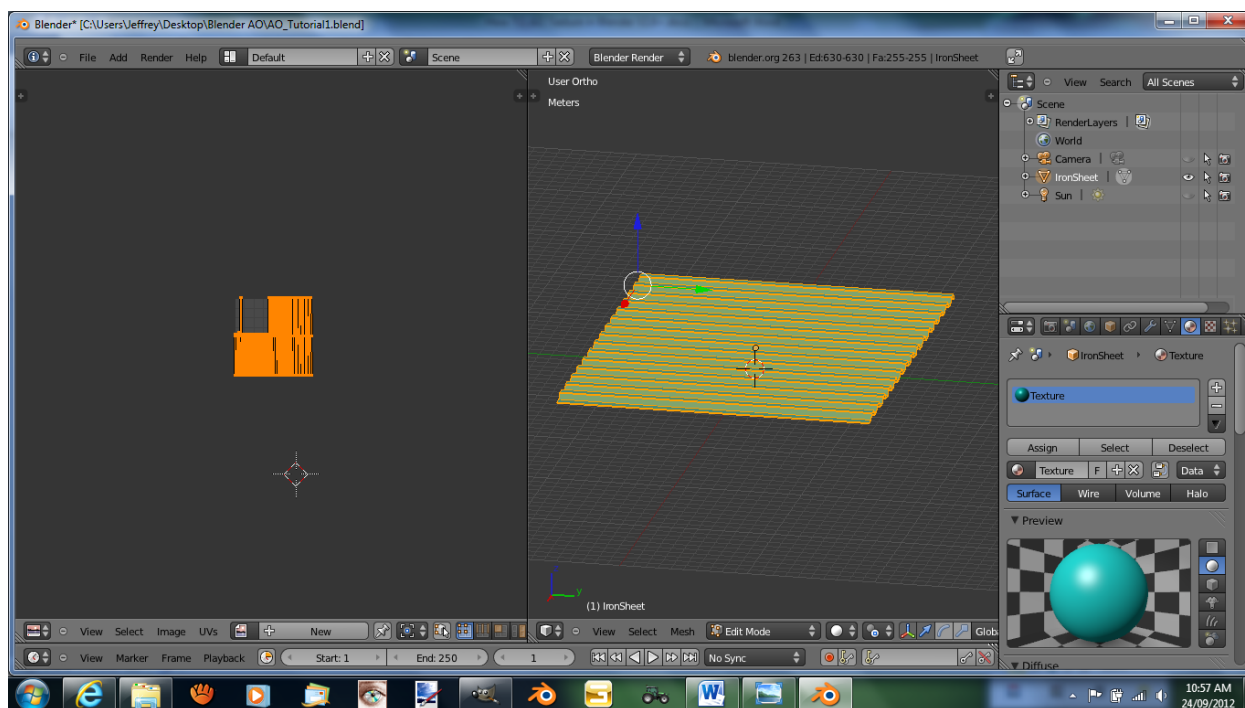 Blender* [C:\Users\Jeffrey\Desktop\Blender AO\AO_Tutorial1.blend]
File Add Render Help Default Scene Blender Render blender.org 263 | Ed:630-630 | Fa:255-255 | IronSheet
User Ortho
Meters
View Search All Scenes
Scene
RenderLayers |
World
Camera |
IronSheet |
Sun |
IronSheet Texture
Texture
Assign Select Deselect
Texture F Data
Surface Wire Volume Halo
Preview
z
y
(1) IronSheet
View Select Image UVs New
View Select Mesh Edit Mode Glob
View Marker Frame Playback Start: 1 End: 250 1 No Sync
Diffuse
W
10:57 AM
24/09/2012